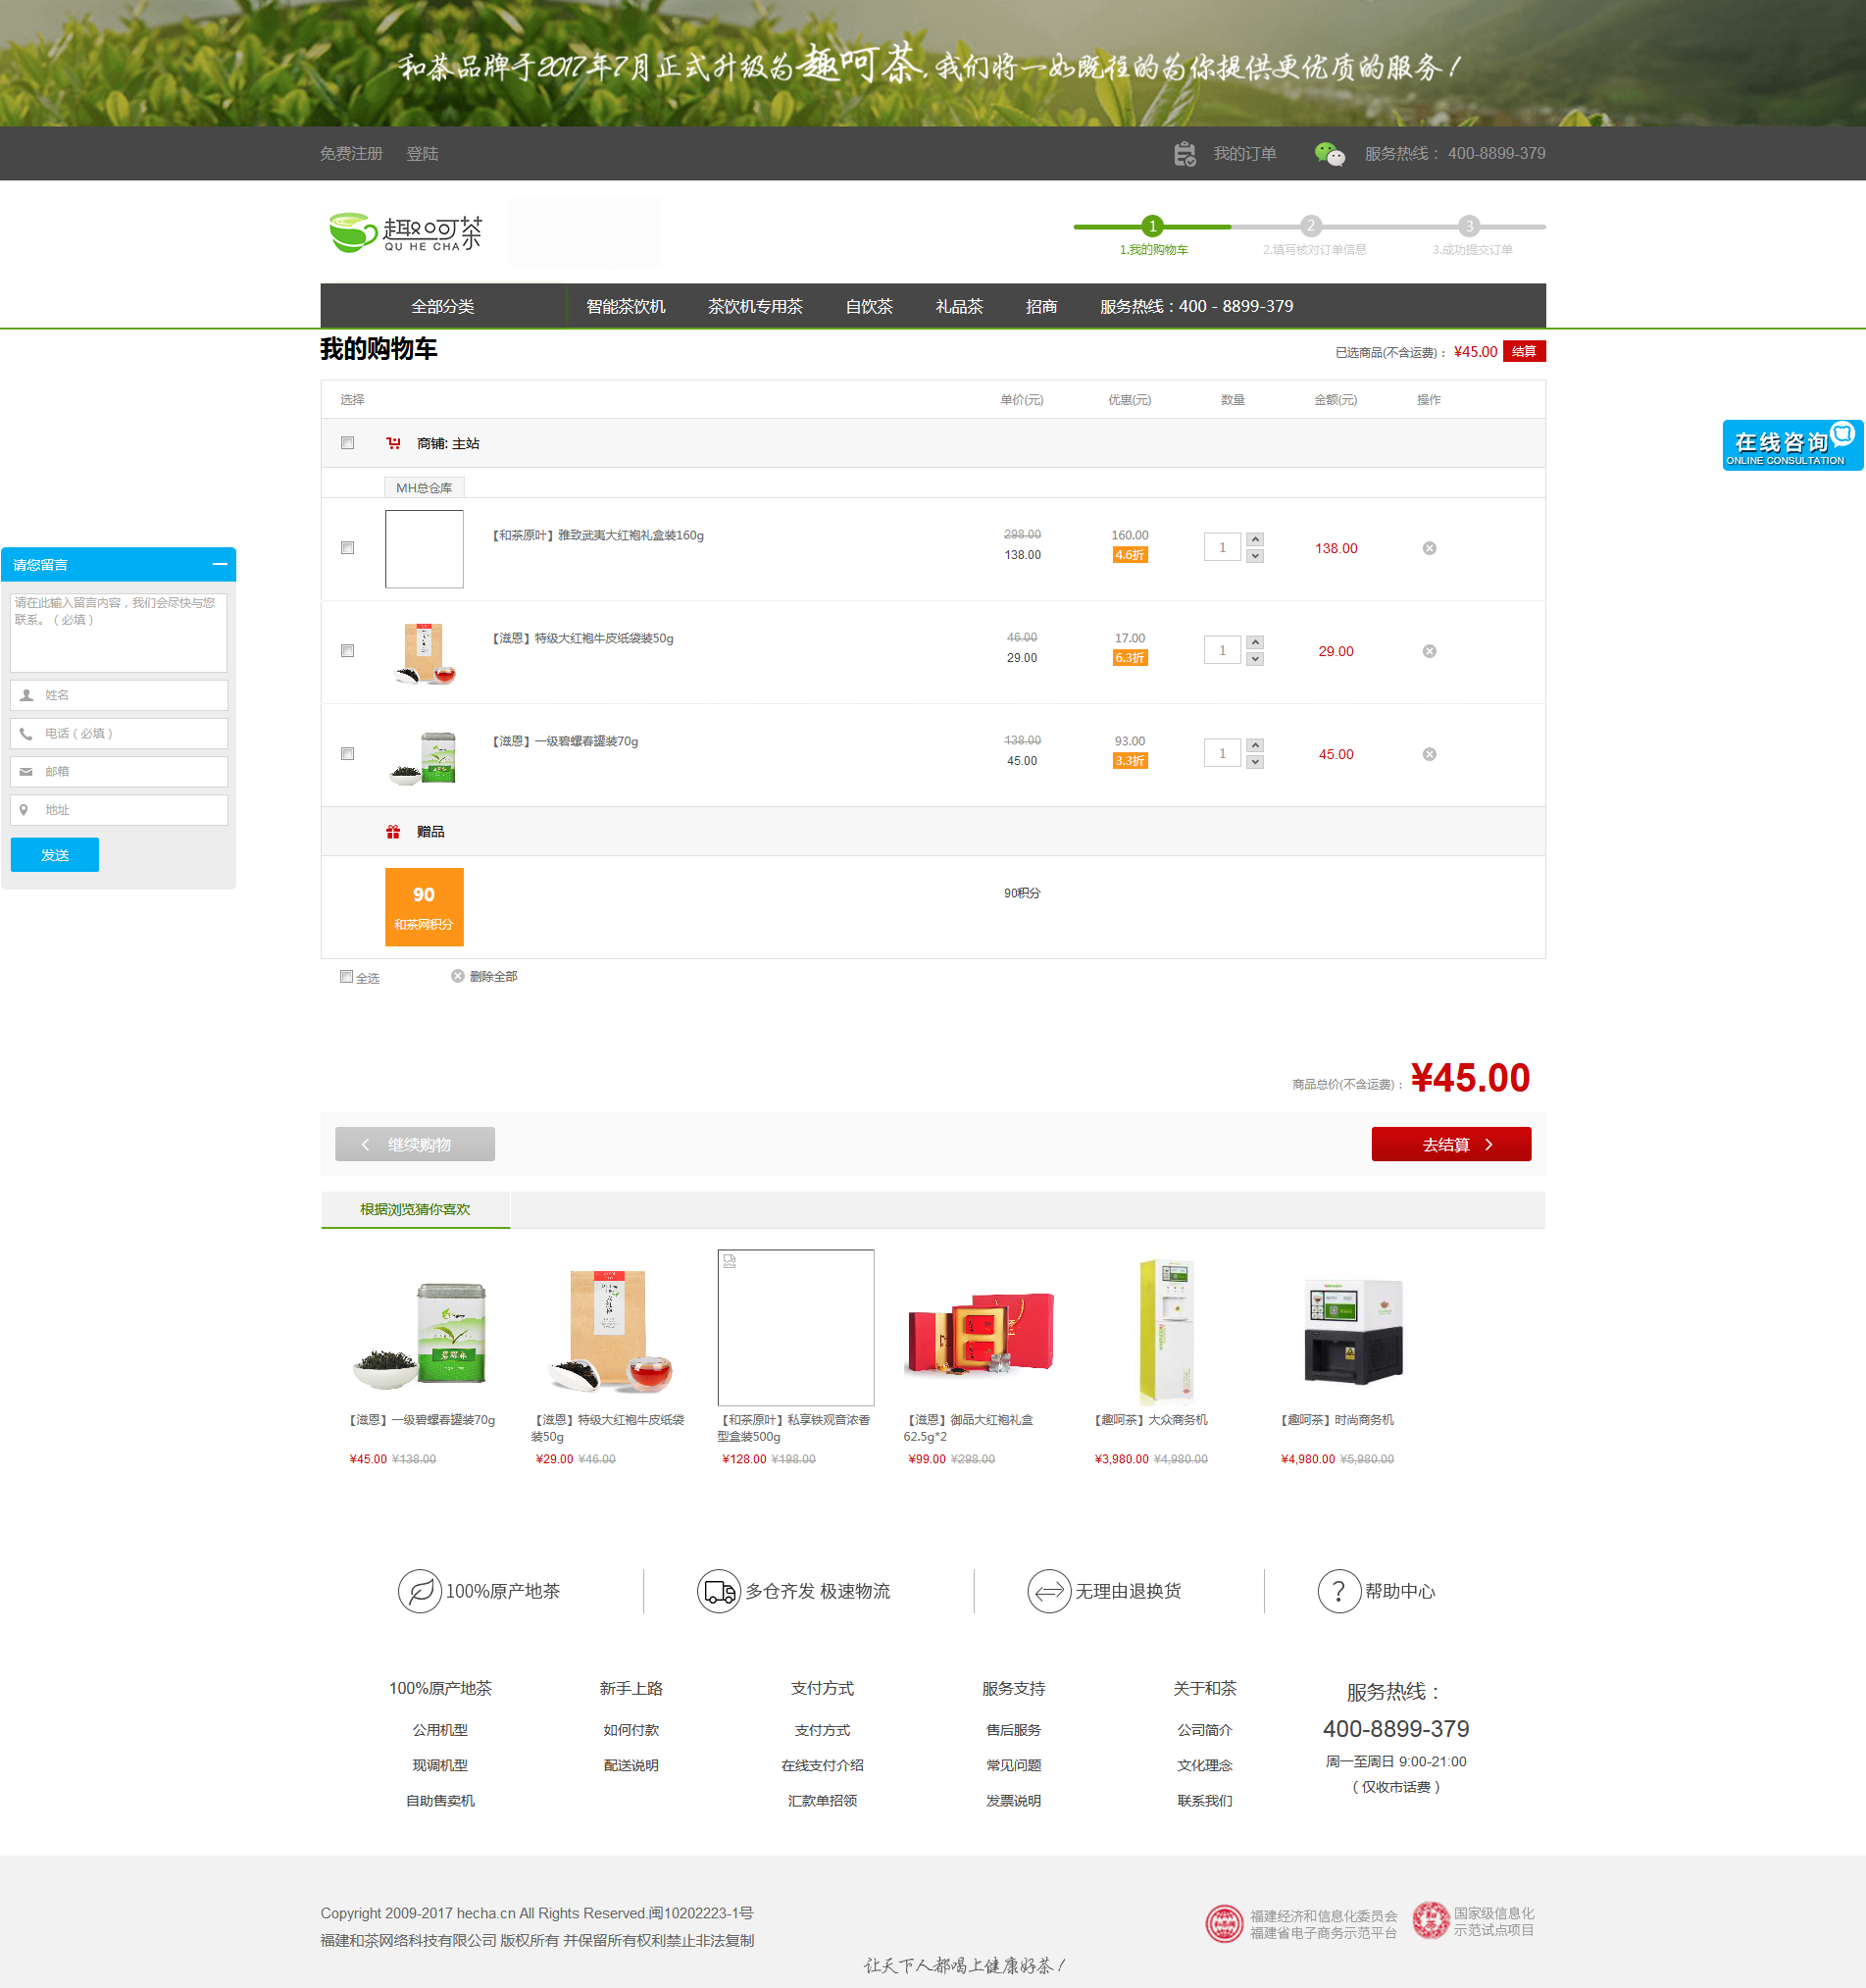 和茶品牌于2017年7月正式升级为趣呵茶,我们将一如既往的为你提供更优质的服务!
免费注册 登陆 我的订单 服务热线： 400-8899-379
趣呵茶
QU HE CHA
1 2 3
1.我的购物车 2.填写核对订单信息 3.成功提交订单
全部分类 智能茶饮机 茶饮机专用茶 自饮茶 礼品茶 招商 服务热线：400 - 8899-379
我的购物车 已选商品(不含运费)： ¥45.00 结算
选择 单价(元) 优惠(元) 数量 金额(元) 操作
商铺: 主站
在线咨询
ONLINE CONSULTATION
MH总仓库
【和茶原叶】雅致武夷大红袍礼盒装160g 298.00 160.00
138.00 4.6折 1 138.00
【滋恩】特级大红袍牛皮纸袋装50g 46.00 17.00
29.00 6.3折 1 29.00
【滋恩】一级碧螺春罐装70g 138.00 93.00
45.00 3.3折 1 45.00
请您留言
请在此输入留言内容，我们会尽快与您
联系。（必填）
姓名
电话（必填）
邮箱
地址
发送
赠品
90
和茶网积分
90积分
全选 删除全部
商品总价(不含运费)： ¥45.00
继续购物 去结算
根据浏览猜你喜欢
【滋恩】一级碧螺春罐装70g
¥45.00 ¥138.00
【滋恩】特级大红袍牛皮纸袋
装50g
¥29.00 ¥46.00
【和茶原叶】私享铁观音浓香
型盒装500g
¥128.00 ¥198.00
【滋恩】御品大红袍礼盒
62.5g*2
¥99.00 ¥298.00
【趣呵茶】大众商务机
¥3,980.00 ¥4,980.00
【趣呵茶】时尚商务机
¥4,980.00 ¥5,980.00
100%原产地茶 多仓齐发 极速物流 无理由退换货 帮助中心
100%原产地茶
公用机型
现调机型
自助售卖机
新手上路
如何付款
配送说明
支付方式
支付方式
在线支付介绍
汇款单招领
服务支持
售后服务
常见问题
发票说明
关于和茶
公司简介
文化理念
联系我们
服务热线：
400-8899-379
周一至周日 9:00-21:00
（仅收市话费）
Copyright 2009-2017 hecha.cn All Rights Reserved.闽10202223-1号
福建和茶网络科技有限公司 版权所有 并保留所有权利禁止非法复制
福建经济和信息化委员会
福建省电子商务示范平台
国家级信息化
示范试点项目
让天下人都喝上健康好茶!